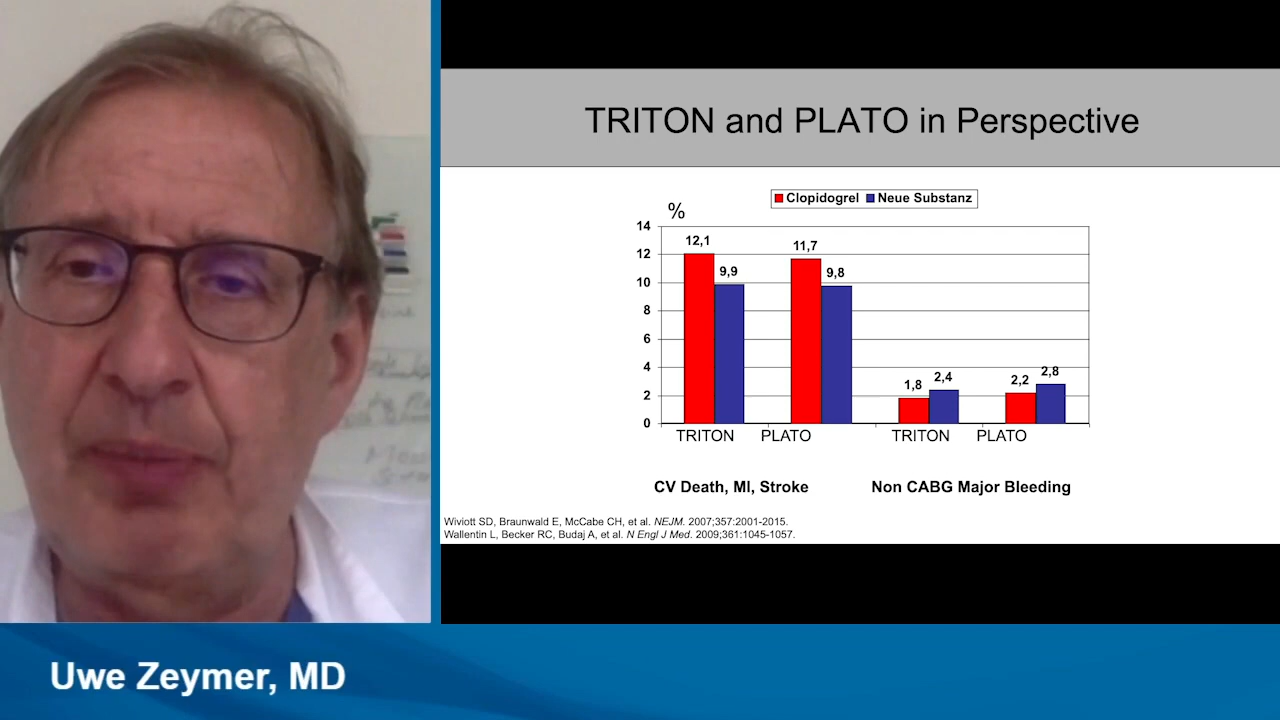 TRITON and PLATO in Perspective
Clopidogrel Neue Substanz
%
14
12
10
8
6
4
2
0
12,1
9,9
11,7
9,8
1,8
2,4
2,2
2,8
TRITON PLATO TRITON PLATO
CV Death, MI, Stroke Non CABG Major Bleeding
Wiviott SD, Braunwald E, McCabe CH, et al. NEJM. 2007;357:2001-2015.
Wallentin L, Becker RC, Budaj A, et al. N Engl J Med. 2009;361:1045-1057.
Uwe Zeymer, MD